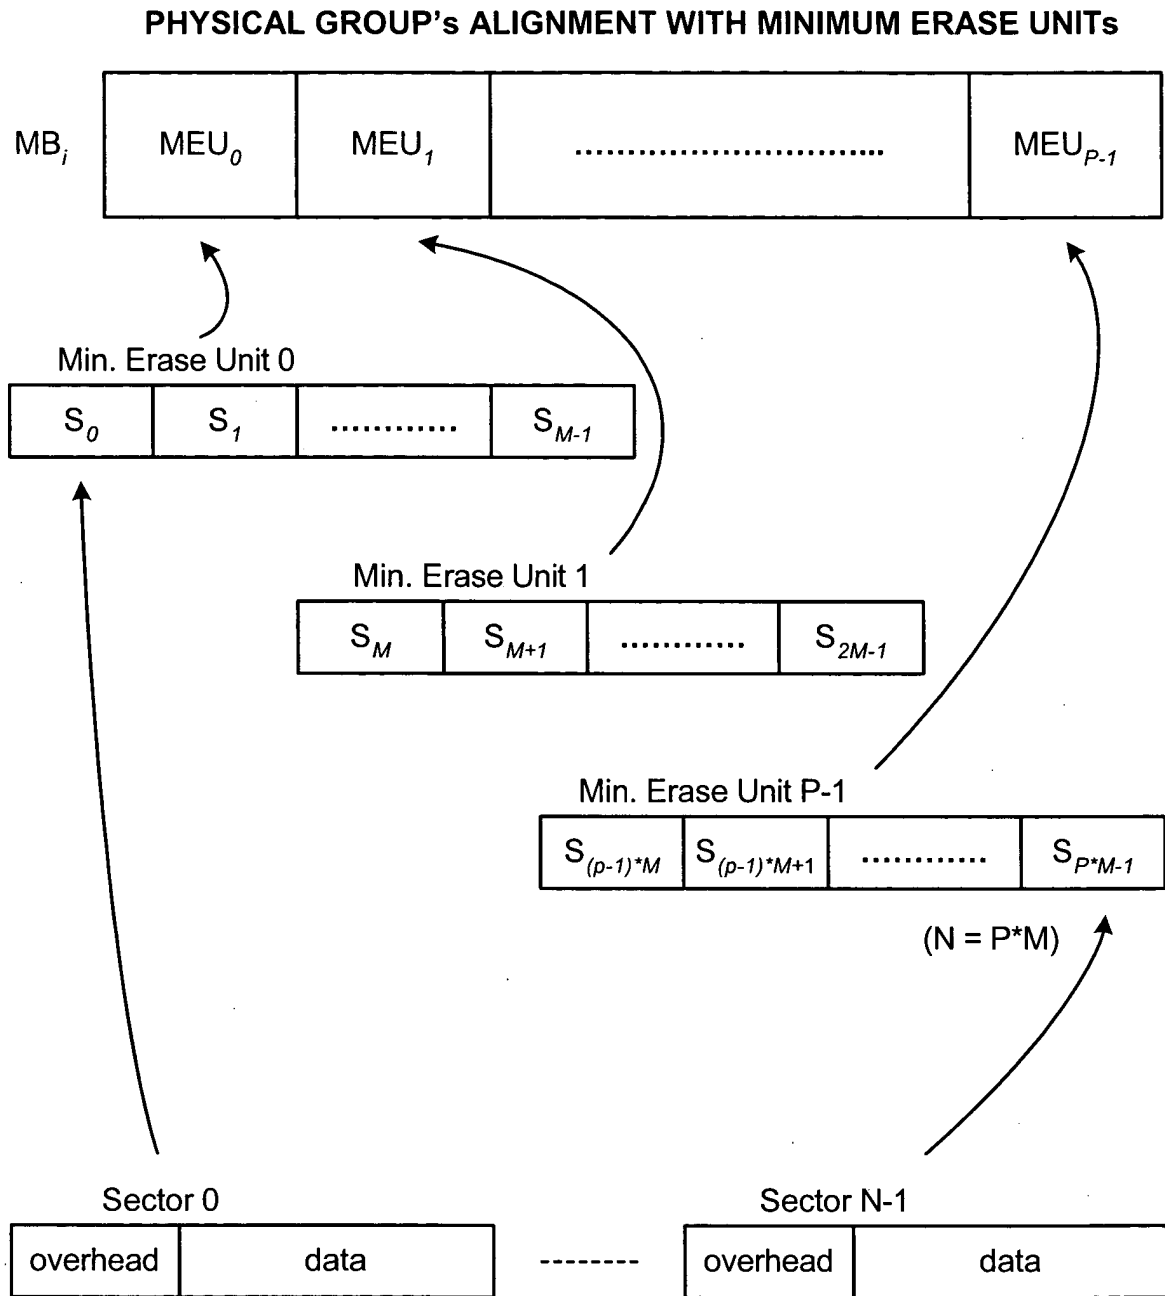 PHYSICAL GROUP's ALIGNMENT WITH MINIMUM ERASE UNITs
MB_i MEU_0 MEU_1 ............................... MEU_P-1
Min. Erase Unit 0
S_0 S_1 ............ S_M-1
Min. Erase Unit 1
S_M S_M+1 ............ S_2M-1
Min. Erase Unit P-1
S_(p-1)*M S_(p-1)*M+1 ............ S_P*M-1
(N = P*M)
Sector 0 Sector N-1
overhead data ------- overhead data